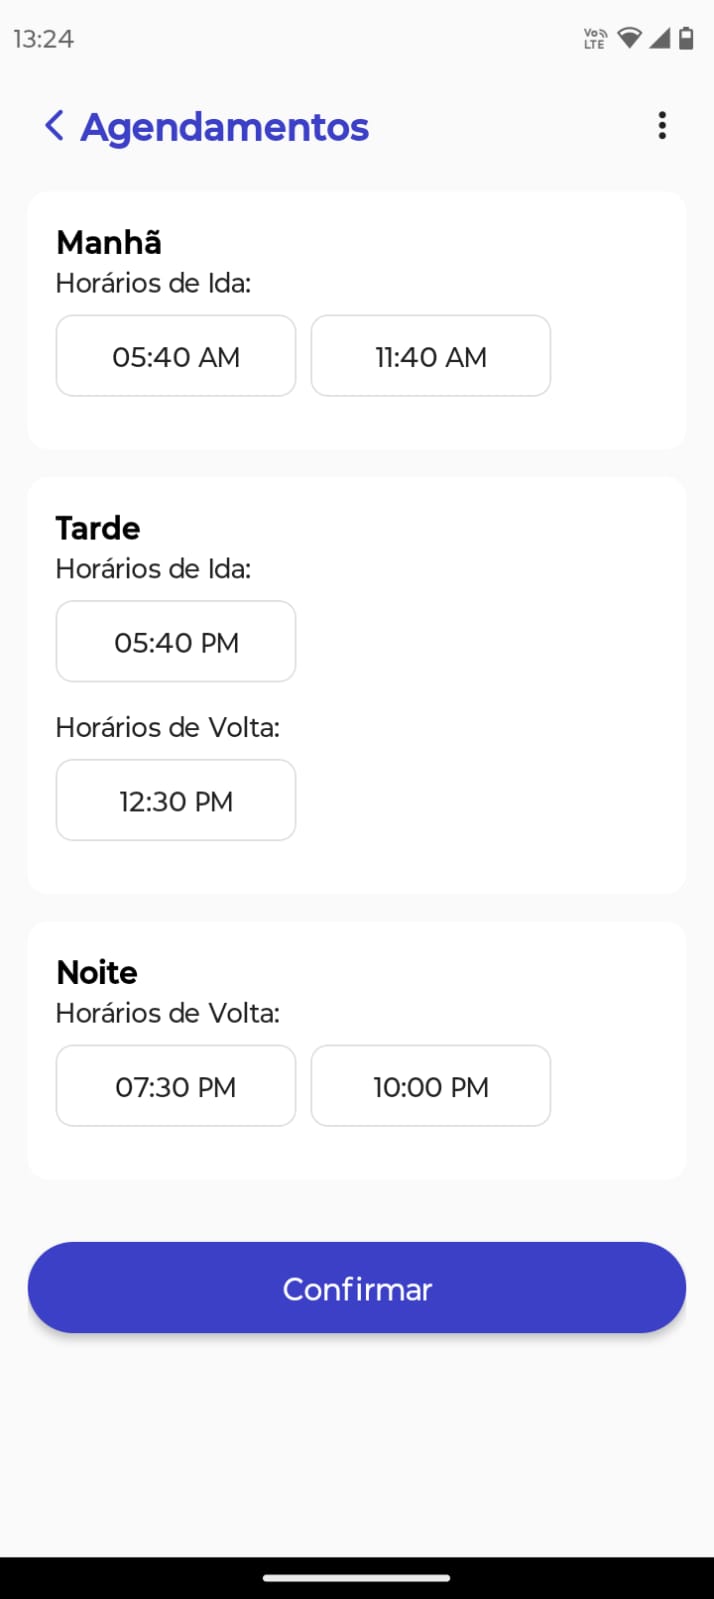 13:24
Vo LTE
Agendamentos
Manhã
Horários de Ida:
05:40 AM 11:40 AM
Tarde
Horários de Ida:
05:40 PM
Horários de Volta:
12:30 PM
Noite
Horários de Volta:
07:30 PM 10:00 PM
Confirmar